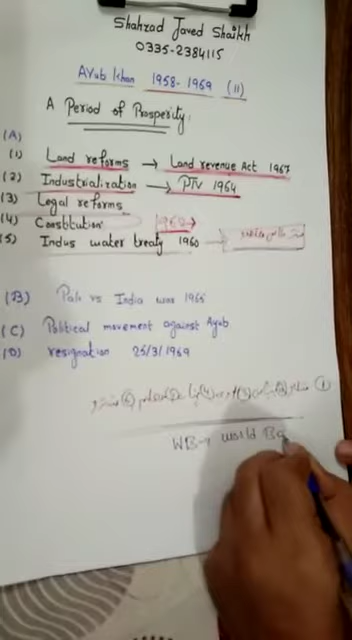 Shahzad Javed Shaikh
0335-2384115
Ayub Khan 1958-1969 (11)
A Period of Prosperity.
(A)
(1) Land reforms → Land revenue Act 1967
(2) Industrialization → PTV 1964
(3) Legal reforms
(4) Constitution 1962 →
(5) Indus water treaty 1960 →
(B) Pak vs India war 1965
(C) Political movement against Ayub
(D) resignation 25/3/1969
WB → World Ba